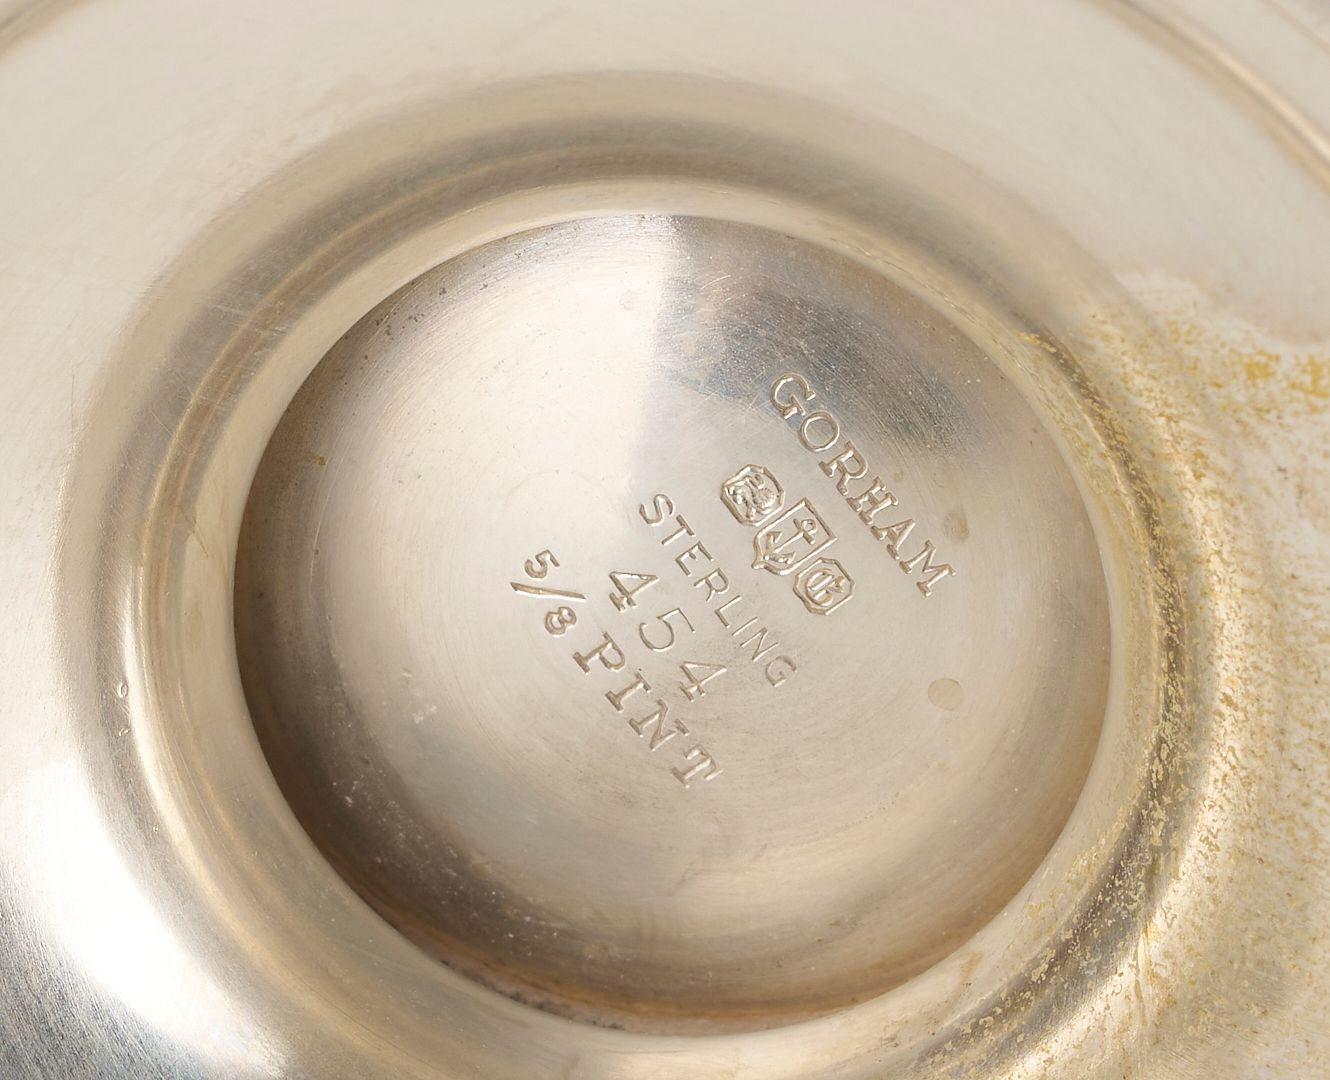 GORHAM
STERLING
454
5/8 PINT